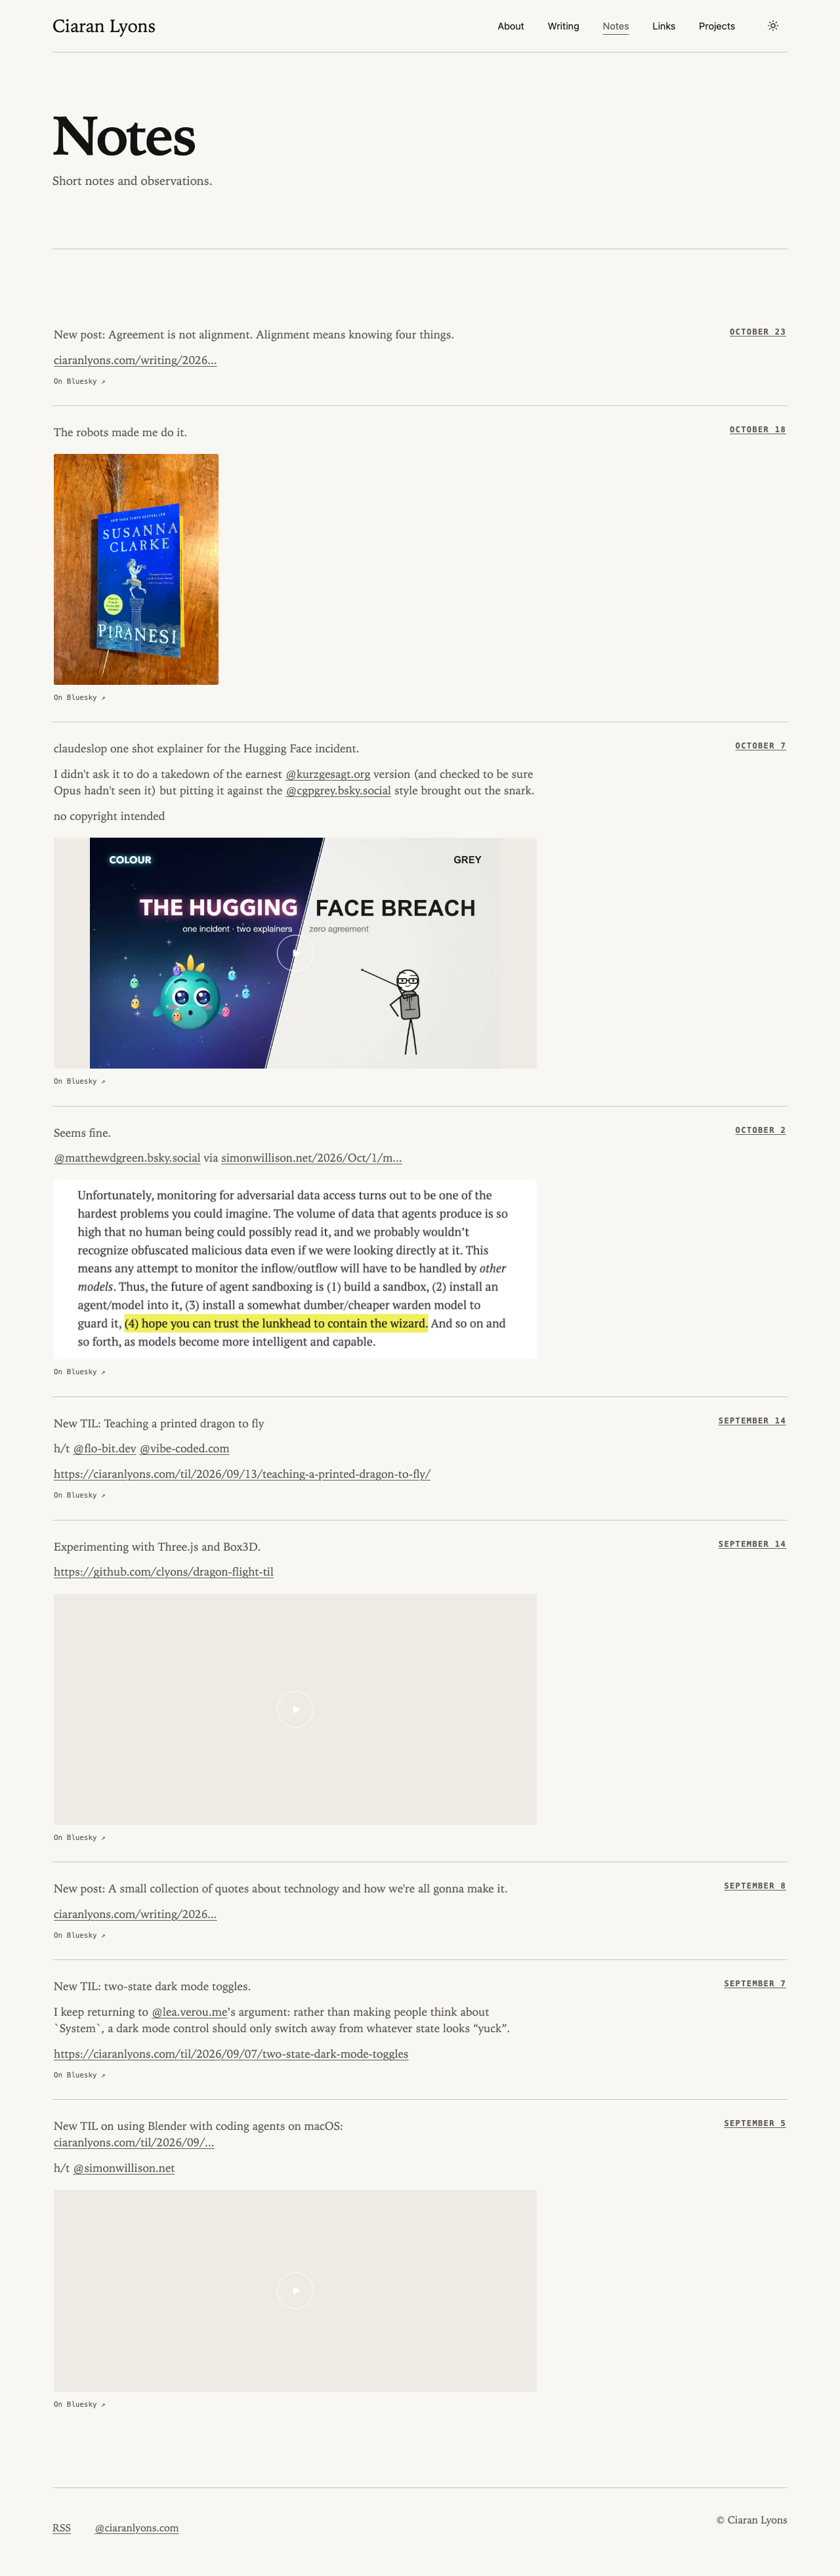 Ciaran Lyons
About Writing Notes Links Projects
Notes
Short notes and observations.
New post: Agreement is not alignment. Alignment means knowing four things.
OCTOBER 23
ciaranlyons.com/writing/2026...
On Bluesky ↗
The robots made me do it.
OCTOBER 18
NEW YORK TIMES BESTSELLER
SUSANNA
CLARKE
PIRANESI
On Bluesky ↗
claudeslop one shot explainer for the Hugging Face incident.
OCTOBER 7
I didn't ask it to do a takedown of the earnest @kurzgesagt.org version (and checked to be sure
Opus hadn't seen it) but pitting it against the @cgpgrey.bsky.social style brought out the snark.
no copyright intended
COLOUR GREY
THE HUGGING FACE BREACH
one incident · two explainers zero agreement
On Bluesky ↗
Seems fine.
OCTOBER 2
@matthewdgreen.bsky.social via simonwillison.net/2026/Oct/1/m...
Unfortunately, monitoring for adversarial data access turns out to be one of the
hardest problems you could imagine. The volume of data that agents produce is so
high that no human being could possibly read it, and we probably wouldn't
recognize obfuscated malicious data even if we were looking directly at it. This
means any attempt to monitor the inflow/outflow will have to be handled by other
models. Thus, the future of agent sandboxing is (1) build a sandbox, (2) install an
agent/model into it, (3) install a somewhat dumber/cheaper warden model to
guard it, (4) hope you can trust the lunkhead to contain the wizard. And so on and
so forth, as models become more intelligent and capable.
On Bluesky ↗
New TIL: Teaching a printed dragon to fly
SEPTEMBER 14
h/t @flo-bit.dev @vibe-coded.com
https://ciaranlyons.com/til/2026/09/13/teaching-a-printed-dragon-to-fly/
On Bluesky ↗
Experimenting with Three.js and Box3D.
SEPTEMBER 14
https://github.com/clyons/dragon-flight-til
On Bluesky ↗
New post: A small collection of quotes about technology and how we're all gonna make it.
SEPTEMBER 8
ciaranlyons.com/writing/2026...
On Bluesky ↗
New TIL: two-state dark mode toggles.
SEPTEMBER 7
I keep returning to @lea.verou.me's argument: rather than making people think about
`System`, a dark mode control should only switch away from whatever state looks “yuck”.
https://ciaranlyons.com/til/2026/09/07/two-state-dark-mode-toggles
On Bluesky ↗
New TIL on using Blender with coding agents on macOS:
SEPTEMBER 5
ciaranlyons.com/til/2026/09/...
h/t @simonwillison.net
On Bluesky ↗
RSS @ciaranlyons.com
© Ciaran Lyons